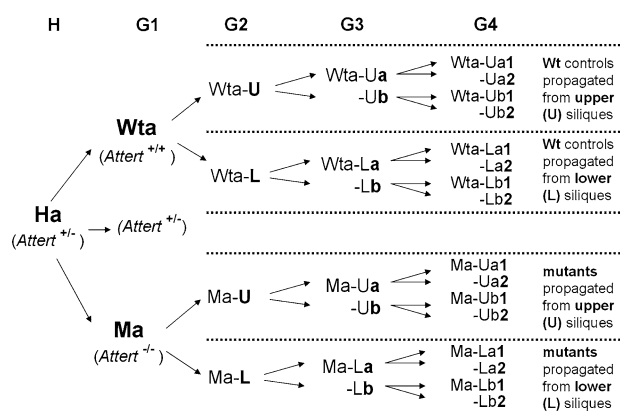 H G1 G2 G3 G4
Wta-U
Wta-Ua
-Ub
Wta-Ua1
-Ua2
Wta-Ub1
-Ub2
Wt controls
propagated
from upper
(U) siliques
Wta
(Attert +/+)
Wta-L
Wta-La
-Lb
Wta-La1
-La2
Wta-Lb1
-Lb2
Wt controls
propagated
from lower
(L) siliques
Ha
(Attert +/-)
(Attert +/-)
Ma
(Attert -/-)
Ma-U
Ma-Ua
-Ub
Ma-Ua1
-Ua2
Ma-Ub1
-Ub2
mutants
propagated
from upper
(U) siliques
Ma-L
Ma-La
-Lb
Ma-La1
-La2
Ma-Lb1
-Lb2
mutants
propagated
from lower
(L) siliques